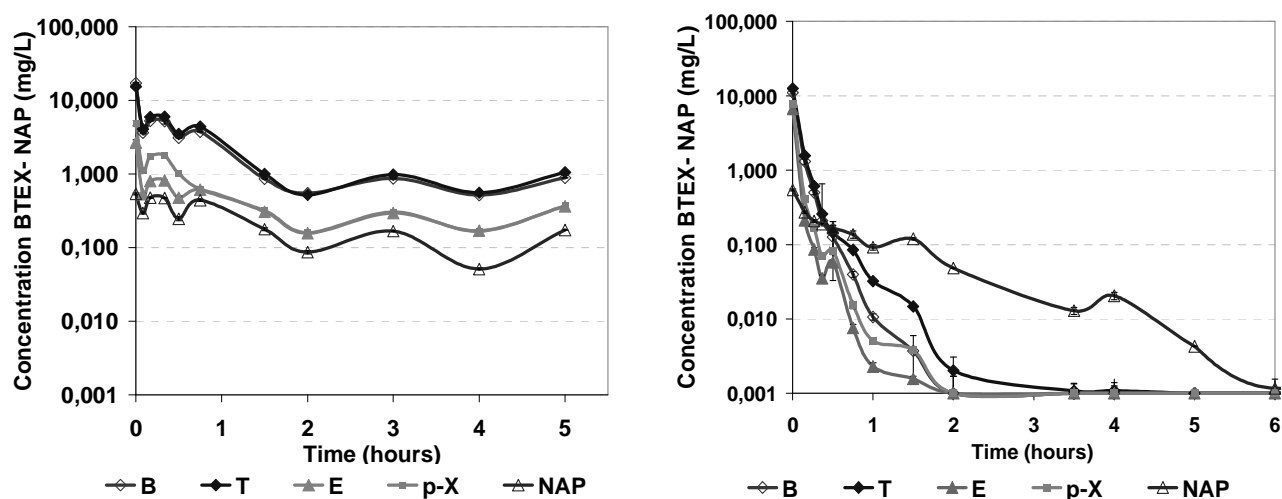 Concentration BTEX- NAP (mg/L)
100,000
10,000
1,000
0,100
0,010
0,001
0 1 2 3 4 5
Time (hours)
B T E p-X NAP
Concentration BTEX- NAP (mg/L)
100,000
10,000
1,000
0,100
0,010
0,001
0 1 2 3 4 5 6
Time (hours)
B T E p-X NAP